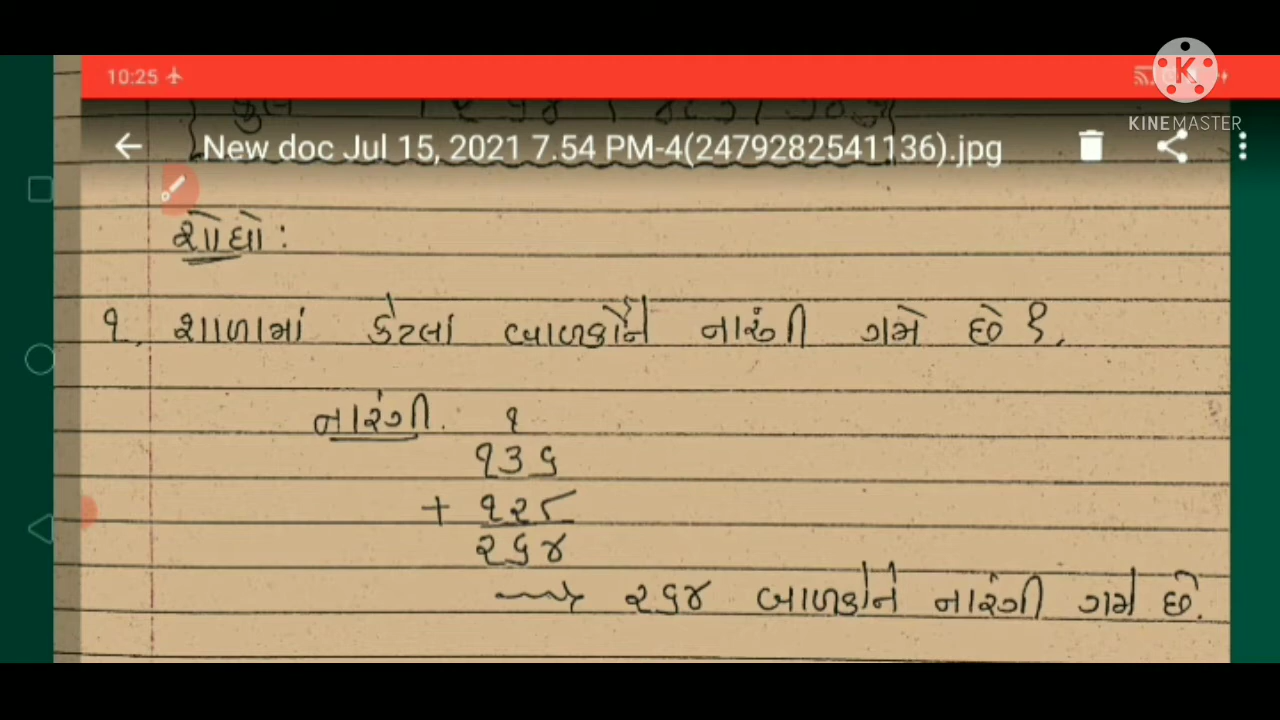 10:25
KINEMASTER
New doc Jul 15, 2021 7.54 PM-4(2479282541136).jpg
શોધો :
૧. શાળામાં કેટલાં બાળકોને નારંગી ગમે છે ?
નારંગી. ૧
૧૩૬
+ ૧૨૮
૨૬૪
૨૬૪ બાળકોને નારંગી ગમે છે.